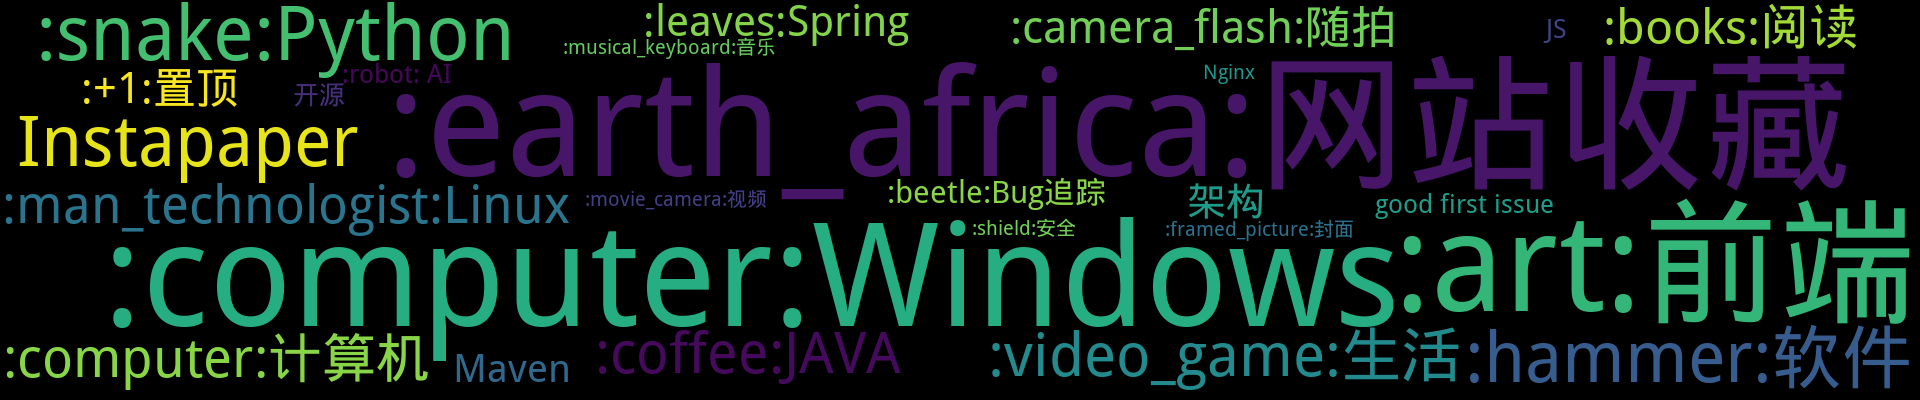 :snake:Python
:leaves:Spring
:camera_flash:随拍
JS
:books:阅读
:musical_keyboard:音乐
:robot: AI
Nginx
:+1:置顶
开源
:earth_africa:网站收藏
Instapaper
:man_technologist:Linux
:movie_camera:视频
:beetle:Bug追踪
架构
good first issue
:shield:安全
:framed_picture:封面
:computer:Windows
:art:前端
:computer:计算机
Maven
:coffee:JAVA
:video_game:生活
:hammer:软件